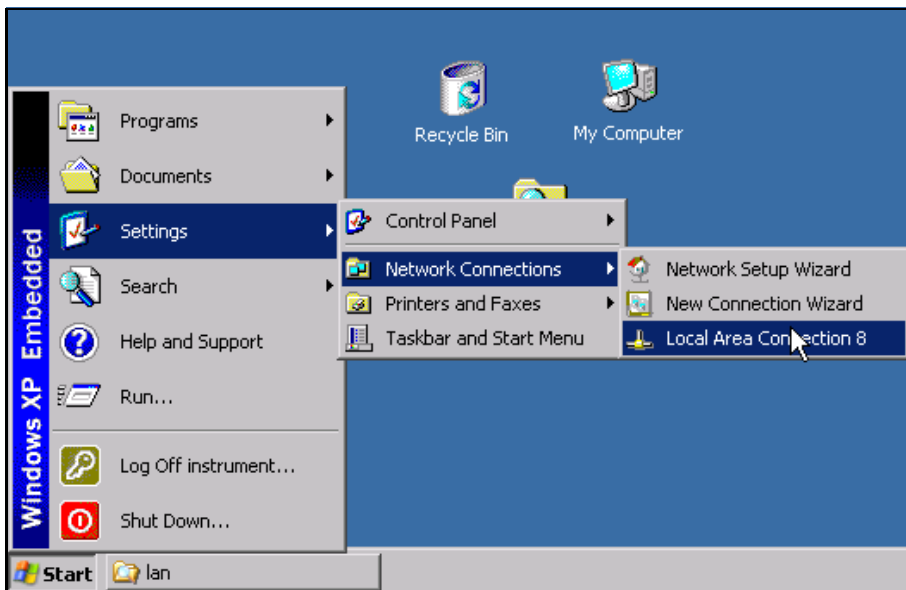 Recycle Bin
My Computer
Programs
Documents
Settings
Search
Help and Support
Run...
Log Off instrument...
Shut Down...
Windows XP Embedded
Control Panel
Network Connections
Printers and Faxes
Taskbar and Start Menu
Network Setup Wizard
New Connection Wizard
Local Area Connection 8
Start
lan